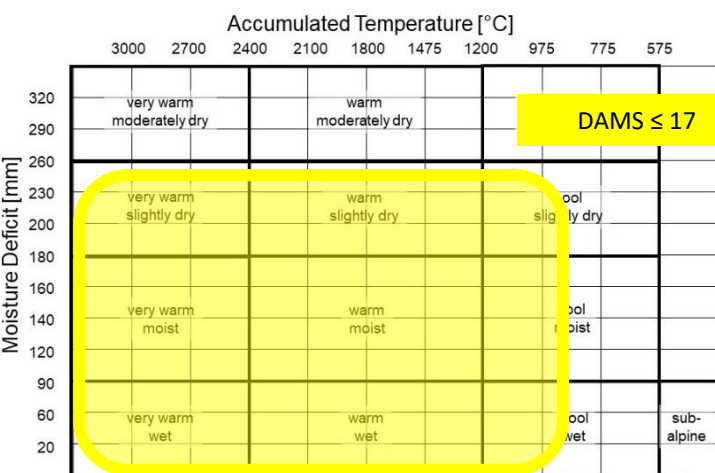 Accumulated Temperature [°C]
3000 2700 2400 2100 1800 1475 1200 975 775 575
320
very warm
moderately dry
warm
moderately dry
DAMS ≤ 17
290
260
Moisture Deficit [mm]
230
very warm
slightly dry
warm
slightly dry
ool
slig ly dry
200
180
160
very warm
moist
warm
moist
ool
oist
140
120
90
60
very warm
wet
warm
wet
ool
wet
sub-
alpine
20